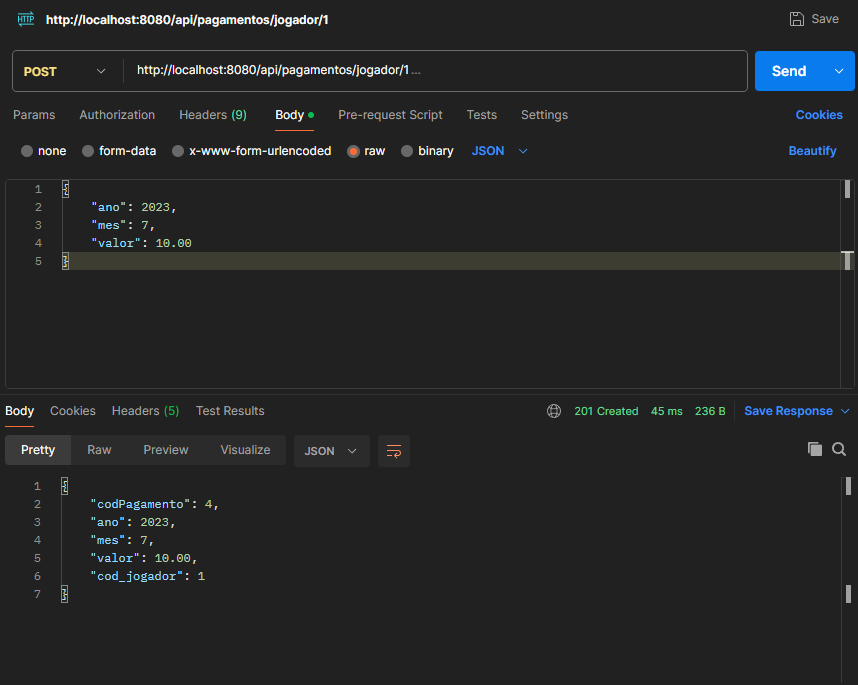 HTTP http://localhost:8080/api/pagamentos/jogador/1 Save
POST http://localhost:8080/api/pagamentos/jogador/1... Send
Params Authorization Headers (9) Body Pre-request Script Tests Settings Cookies
none form-data x-www-form-urlencoded raw binary JSON Beautify
1 {
2 "ano": 2023,
3 "mes": 7,
4 "valor": 10.00
5 }
Body Cookies Headers (5) Test Results 201 Created 45 ms 236 B Save Response
Pretty Raw Preview Visualize JSON
1 {
2 "codPagamento": 4,
3 "ano": 2023,
4 "mes": 7,
5 "valor": 10.00,
6 "cod_jogador": 1
7 }